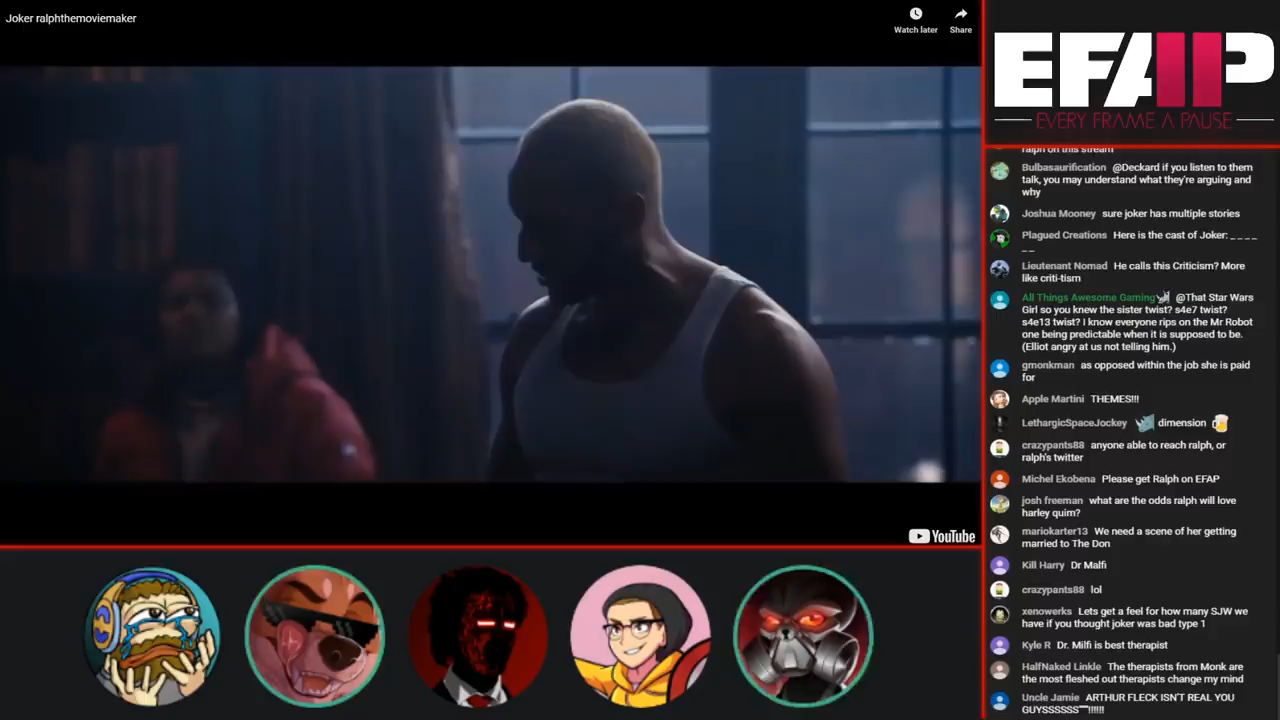 Joker ralphthemoviemaker
Watch later
Share
YouTube
EFAP
EVERY FRAME A PAUSE
ralph on this stream
Bulbasaurification @Deckard if you listen to them
talk, you may understand what they're arguing and
why
Joshua Mooney sure joker has multiple stories
Plagued Creations Here is the cast of Joker: _ _ _ _
_ _
Lieutenant Nomad He calls this Criticism? More
like criti-tism
All Things Awesome Gaming @That Star Wars
Girl so you knew the sister twist? s4e7 twist?
s4e13 twist? I know everyone rips on the Mr Robot
one being predictable when it is supposed to be.
(Elliot angry at us not telling him.)
gmonkman as opposed within the job she is paid
for
Apple Martini THEMES!!!
LethargicSpaceJockey dimension
crazypants88 anyone able to reach ralph, or
ralph's twitter
Michel Ekobena Please get Ralph on EFAP
josh freeman what are the odds ralph will love
harley quim?
mariokarter13 We need a scene of her getting
married to The Don
Kill Harry Dr Malfi
crazypants88 lol
xenowerks Lets get a feel for how many SJW we
have if you thought joker was bad type 1
Kyle R Dr. Milfi is best therapist
HalfNaked Linkle The therapists from Monk are
the most fleshed out therapists change my mind
Uncle Jamie ARTHUR FLECK ISN'T REAL YOU